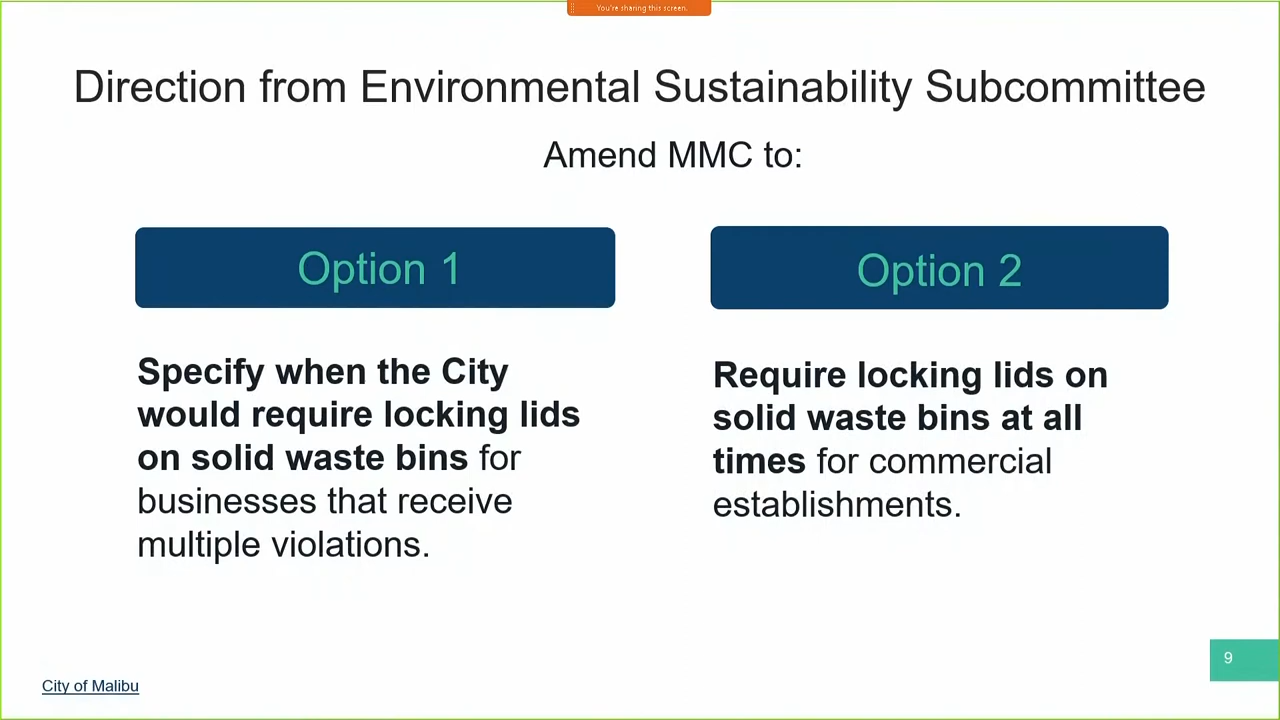 You're sharing this screen.
Direction from Environmental Sustainability Subcommittee
Amend MMC to:
Option 1
Specify when the City
would require locking lids
on solid waste bins for
businesses that receive
multiple violations.
Option 2
Require locking lids on
solid waste bins at all
times for commercial
establishments.
9
City of Malibu